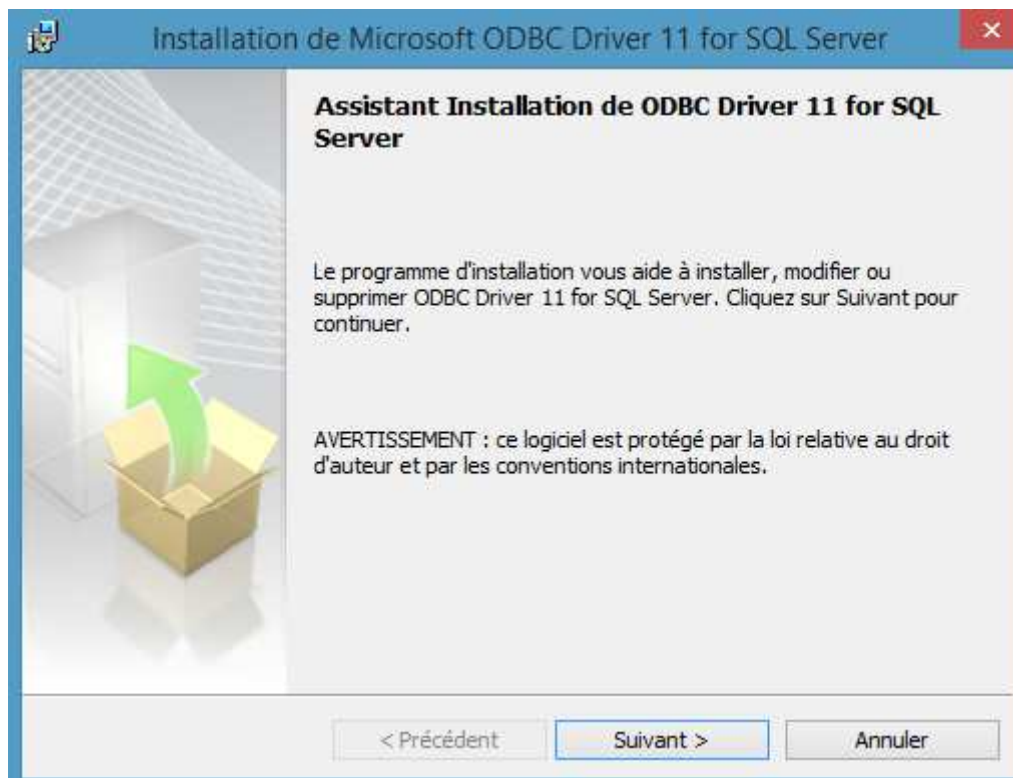 Installation de Microsoft ODBC Driver 11 for SQL Server
Assistant Installation de ODBC Driver 11 for SQL
Server
Le programme d'installation vous aide à installer, modifier ou
supprimer ODBC Driver 11 for SQL Server. Cliquez sur Suivant pour
continuer.
AVERTISSEMENT : ce logiciel est protégé par la loi relative au droit
d'auteur et par les conventions internationales.
< Précédent
Suivant >
Annuler